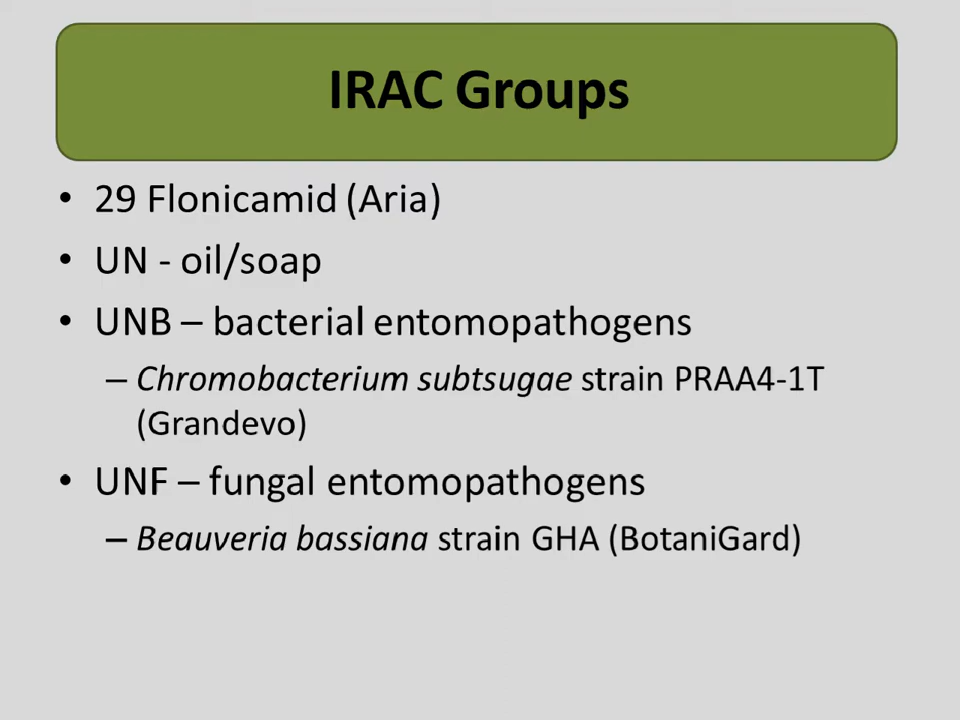 IRAC Groups
• 29 Flonicamid (Aria)
• UN - oil/soap
• UNB – bacterial entomopathogens
– Chromobacterium subtsugae strain PRAA4-1T
(Grandevo)
• UNF – fungal entomopathogens
– Beauveria bassiana strain GHA (BotaniGard)